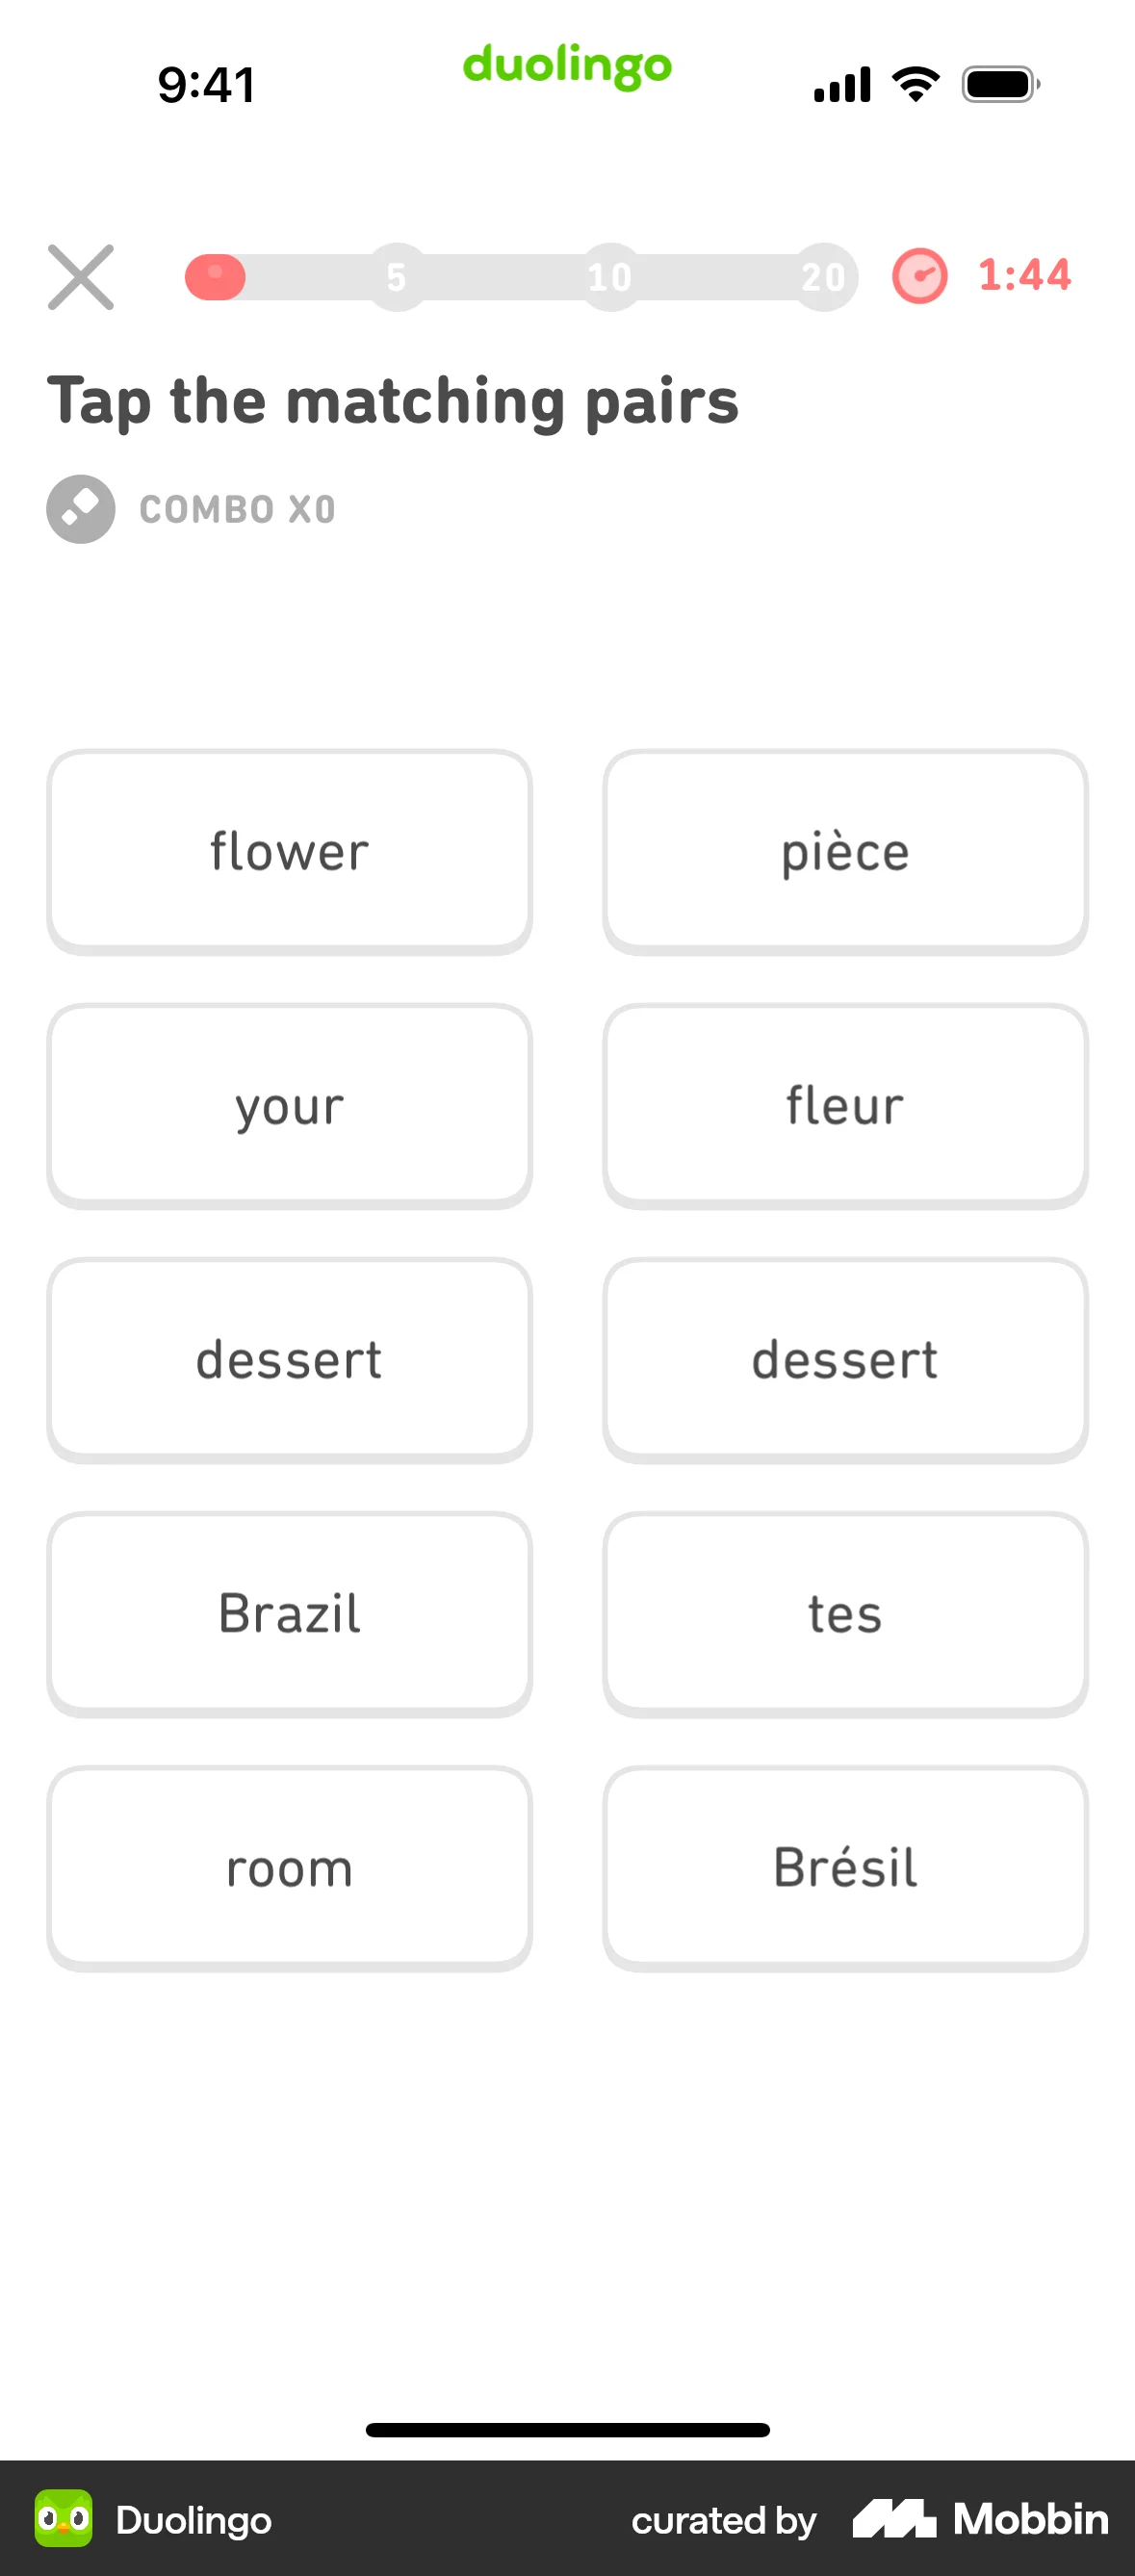 9:41
duolingo
5 10 20 1:44
Tap the matching pairs
COMBO X0
flower pièce
your fleur
dessert dessert
Brazil tes
room Brésil
Duolingo curated by Mobbin